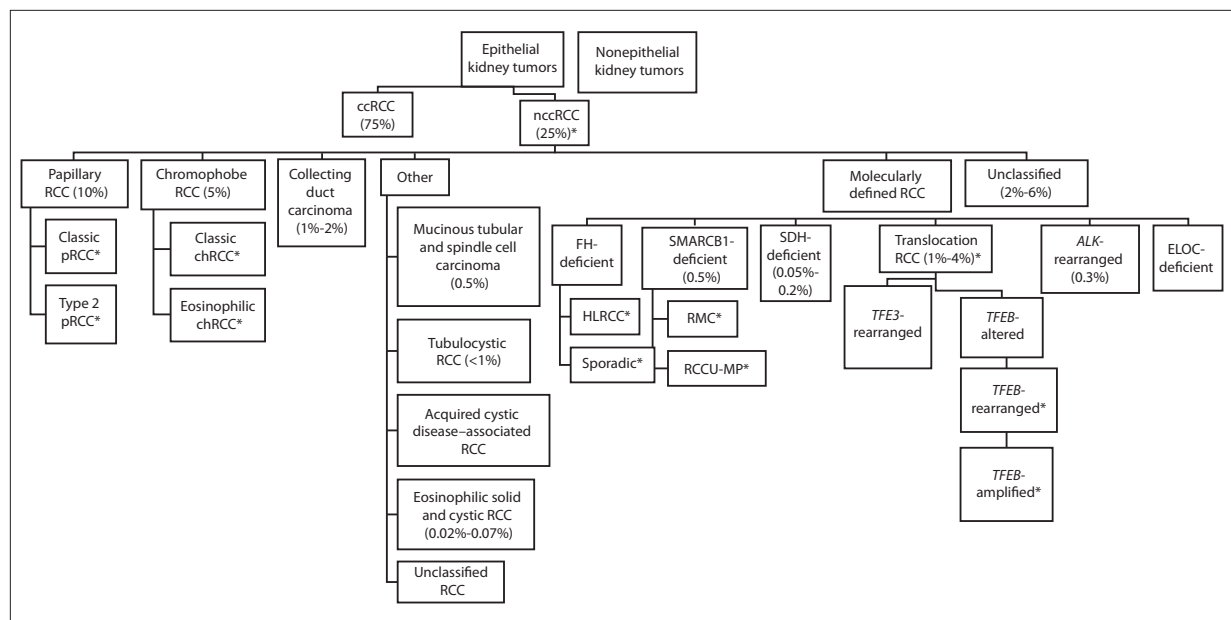 Epithelial
kidney tumors
Nonepithelial
kidney tumors
ccRCC
(75%)
nccRCC
(25%)*
Papillary
RCC (10%)
Chromophobe
RCC (5%)
Collecting
duct
carcinoma
(1%-2%)
Other
Molecularly
defined RCC
Unclassified
(2%-6%)
Classic
pRCC*
Type 2
pRCC*
Classic
chRCC*
Eosinophilic
chRCC*
Mucinous tubular
and spindle cell
carcinoma
(0.5%)
Tubulocystic
RCC (<1%)
Acquired cystic
disease–associated
RCC
Eosinophilic solid
and cystic RCC
(0.02%-0.07%)
Unclassified
RCC
FH-
deficient
HLRCC*
Sporadic*
SMARCB1-
deficient
(0.5%)
RMC*
RCCU-MP*
SDH-
deficient
(0.05%-
0.2%)
Translocation
RCC (1%-4%)*
TFE3-
rearranged
TFEB-
altered
TFEB-
rearranged*
TFEB-
amplified*
ALK-
rearranged
(0.3%)
ELOC-
deficient